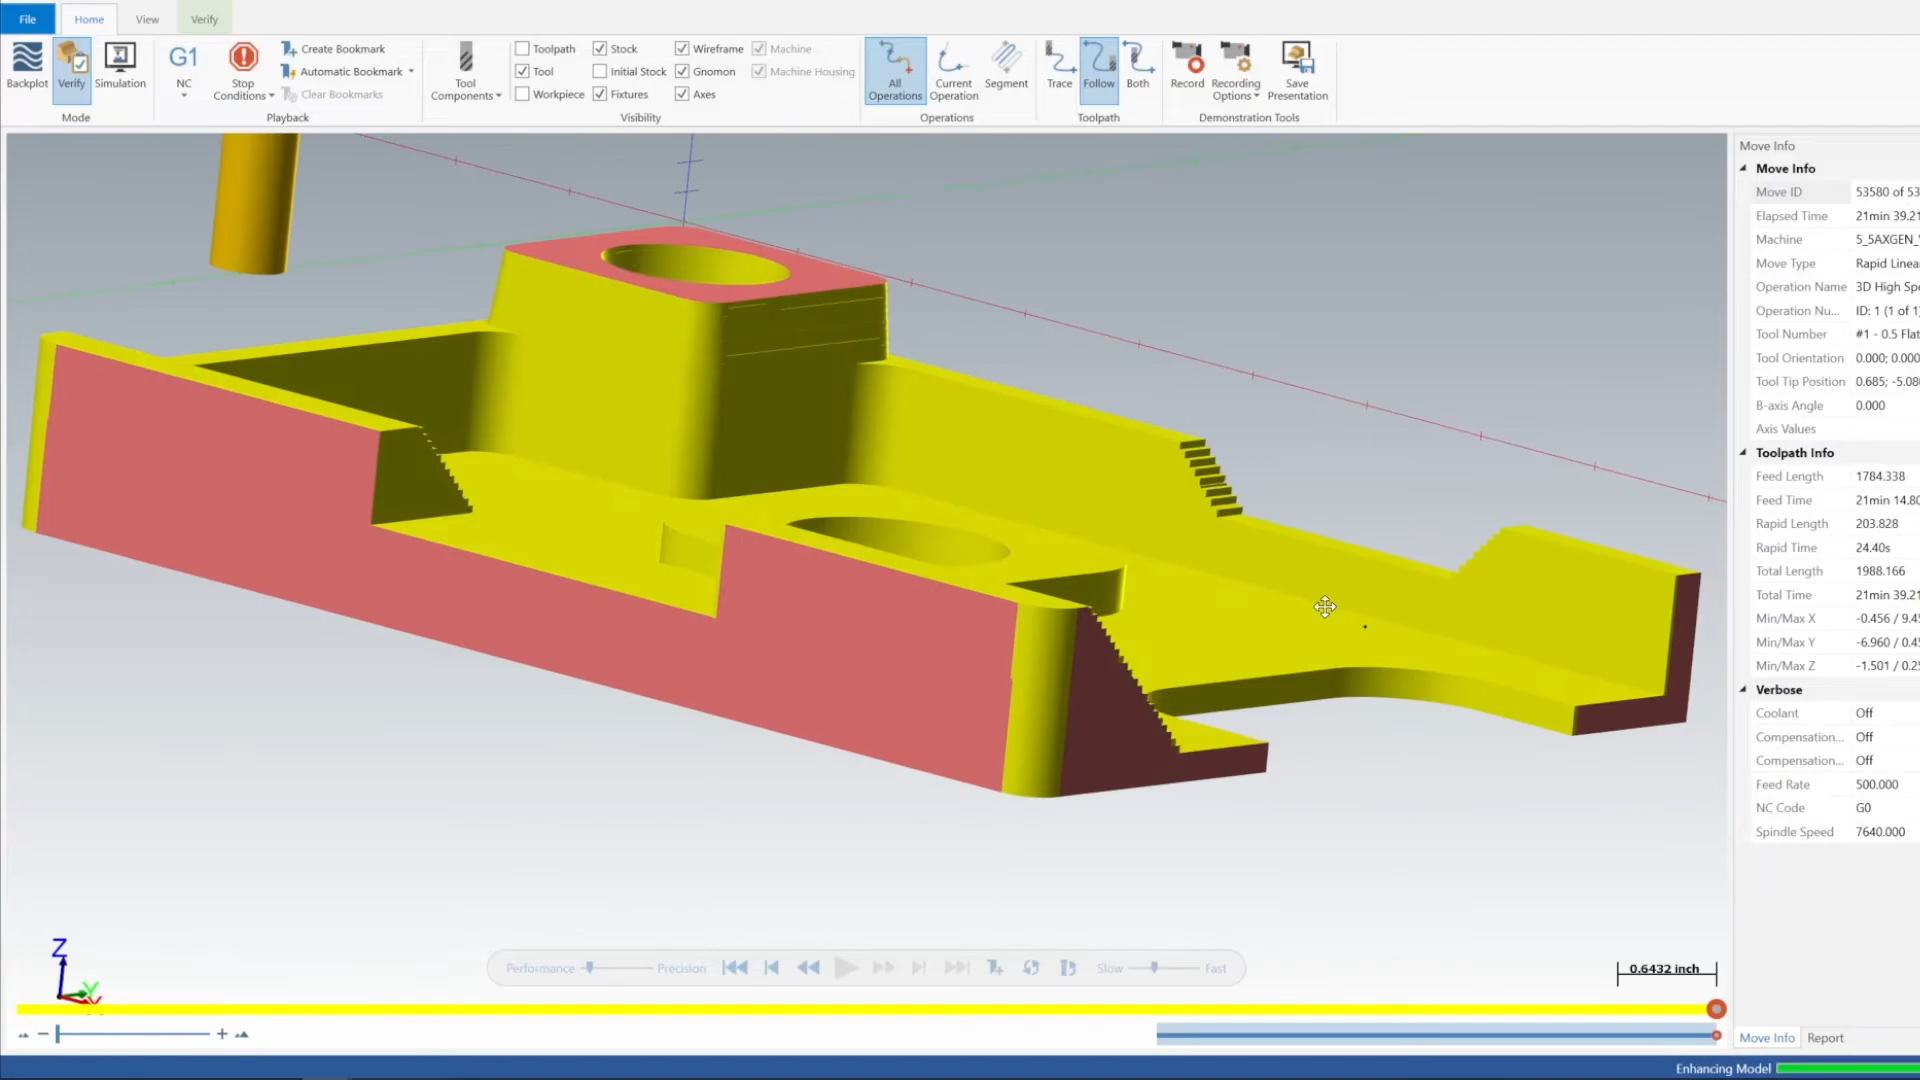 File Home View Verify
Backplot Verify Simulation
Mode
G1
NC
Stop
Conditions
Create Bookmark
Automatic Bookmark
Clear Bookmarks
Playback
Tool
Components
Toolpath Stock Wireframe Machine
Tool Initial Stock Gnomon Machine Housing
Workpiece Fixtures Axes
Visibility
All
Operations
Current
Operation
Segment
Operations
Trace Follow Both
Toolpath
Record
Recording
Options
Save
Presentation
Demonstration Tools
Move Info
Move Info
Move ID 53580 of 53
Elapsed Time 21min 39.21
Machine 5_5AXGEN_
Move Type Rapid Linea
Operation Name 3D High Spe
Operation Nu... ID: 1 (1 of 1
Tool Number #1 - 0.5 Flat
Tool Orientation 0.000; 0.000
Tool Tip Position 0.685; -5.08
B-axis Angle 0.000
Axis Values
Toolpath Info
Feed Length 1784.338
Feed Time 21min 14.80
Rapid Length 203.828
Rapid Time 24.40s
Total Length 1988.166
Total Time 21min 39.21
Min/Max X -0.456 / 9.45
Min/Max Y -6.960 / 0.45
Min/Max Z -1.501 / 0.25
Verbose
Coolant Off
Compensation... Off
Compensation... Off
Feed Rate 500.000
NC Code G0
Spindle Speed 7640.000
Z
Y
X
Performance Precision Slow Fast
0.6432 inch
Move Info Report
Enhancing Model